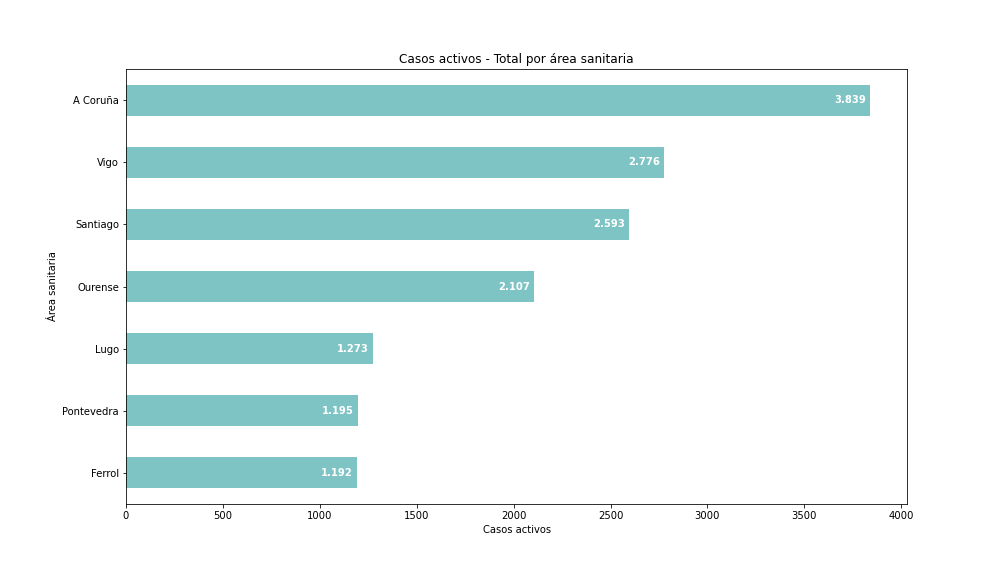 Casos activos - Total por área sanitaria
A Coruña
3.839
Vigo
2.776
Santiago
2.593
Ourense
2.107
Lugo
1.273
Pontevedra
1.195
Ferrol
1.192
Área sanitaria
0 500 1000 1500 2000 2500 3000 3500 4000
Casos activos